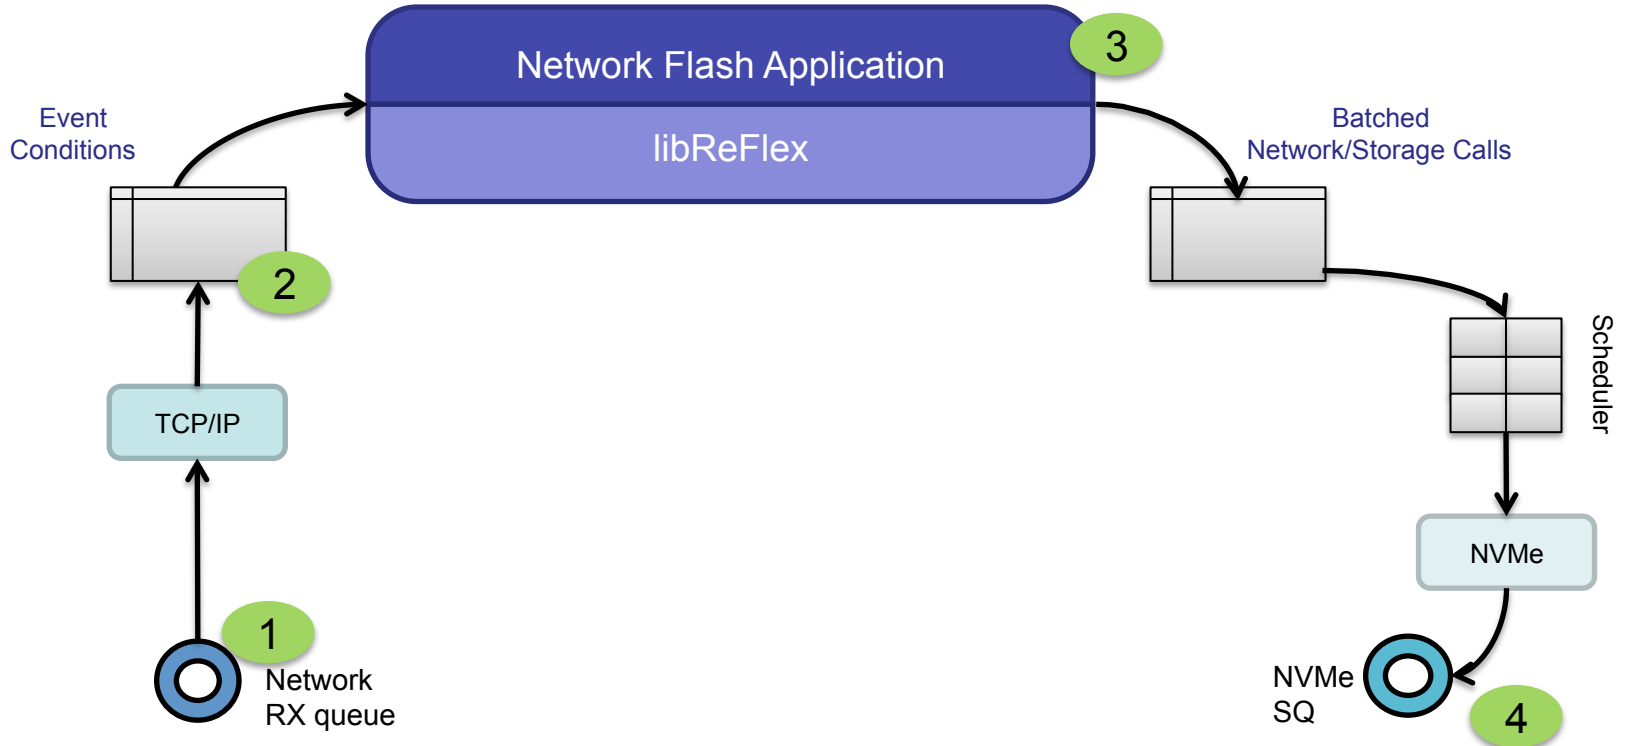 Network Flash Application
3
libReFlex
Event
Conditions
Batched
Network/Storage Calls
2
Scheduler
TCP/IP
NVMe
1
Network
RX queue
NVMe
SQ
4